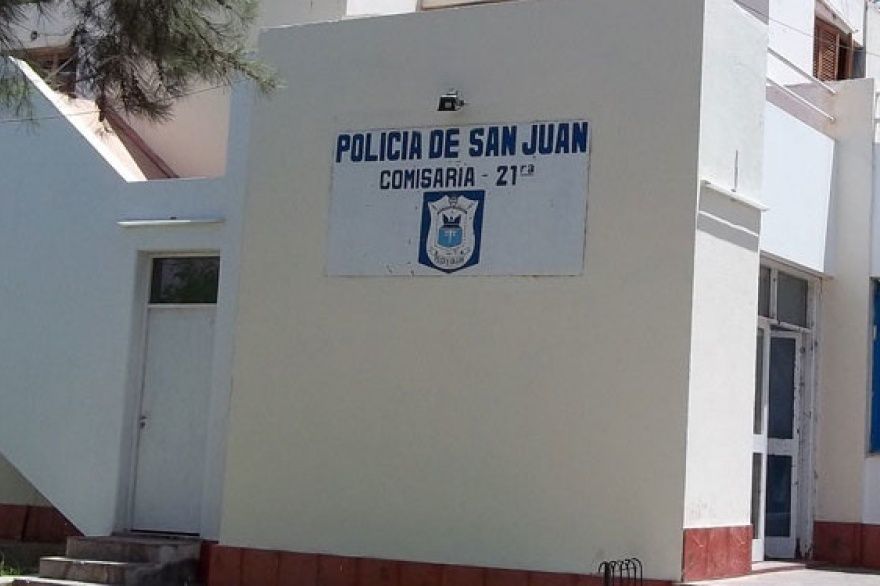 POLICIA DE SAN JUAN
COMISARIA - 21ra